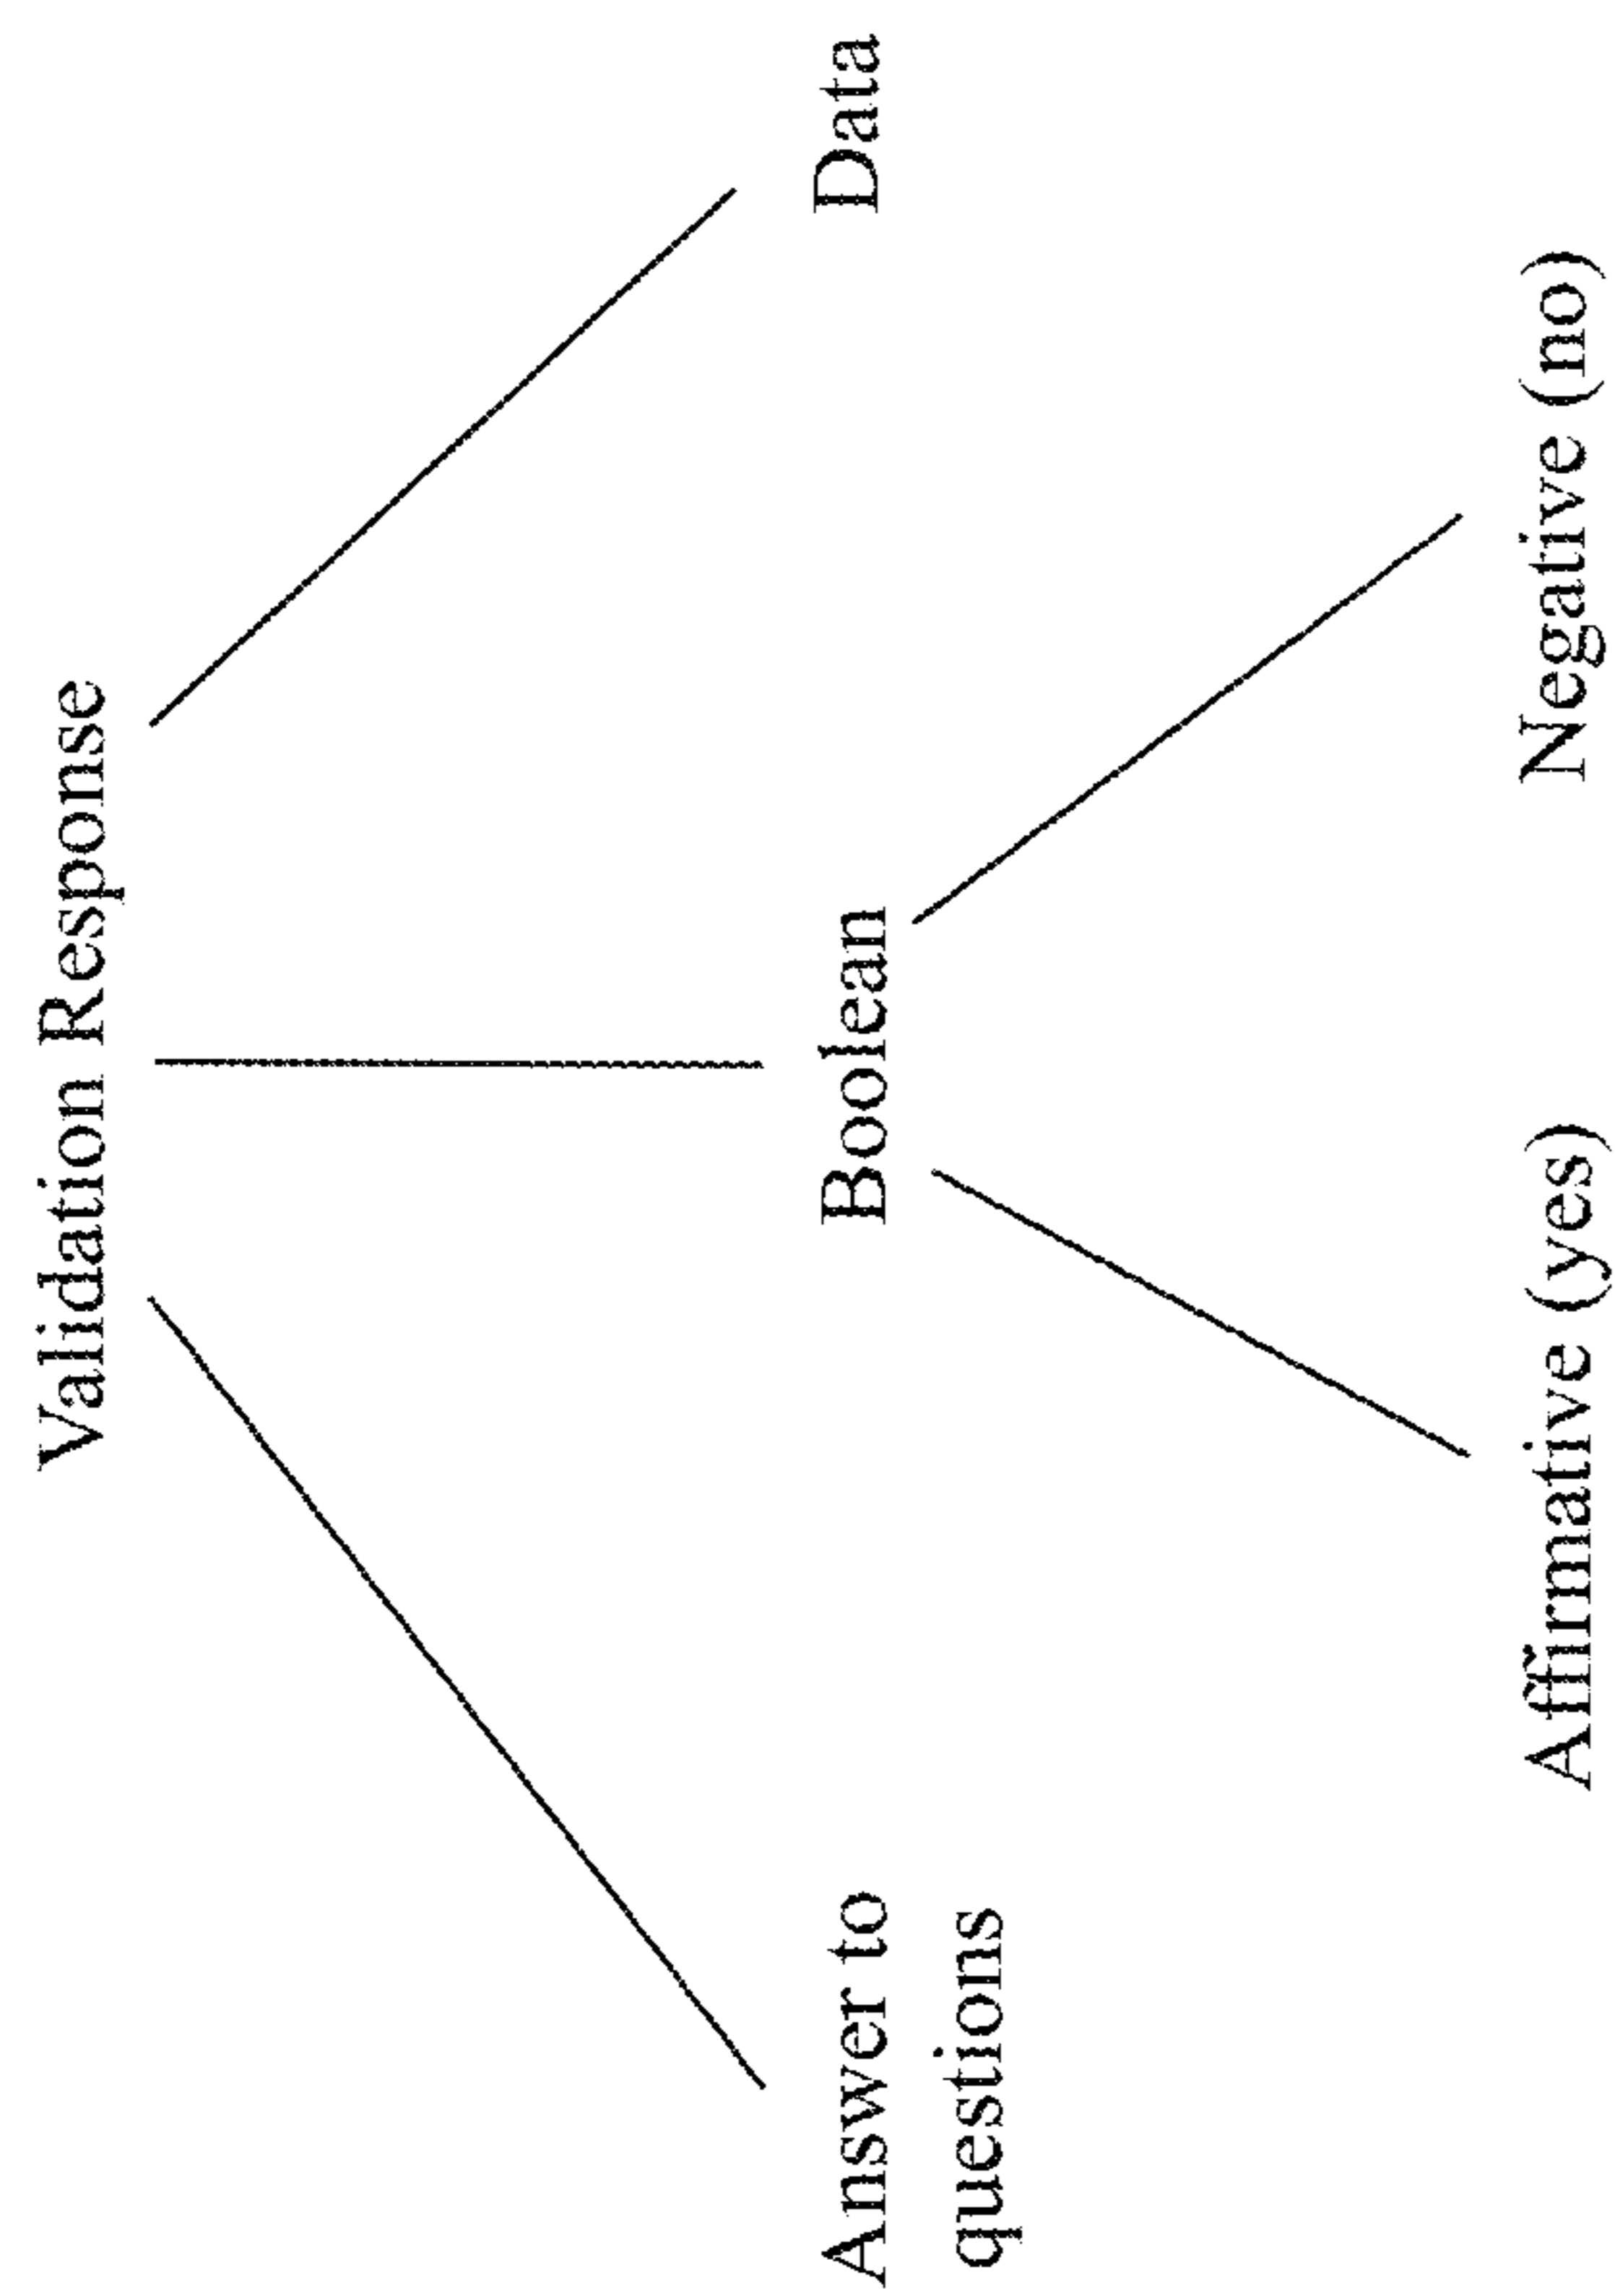 Validation Response
Answer to
questions
Boolean
Data
Affirmative (yes)
Negative (no)